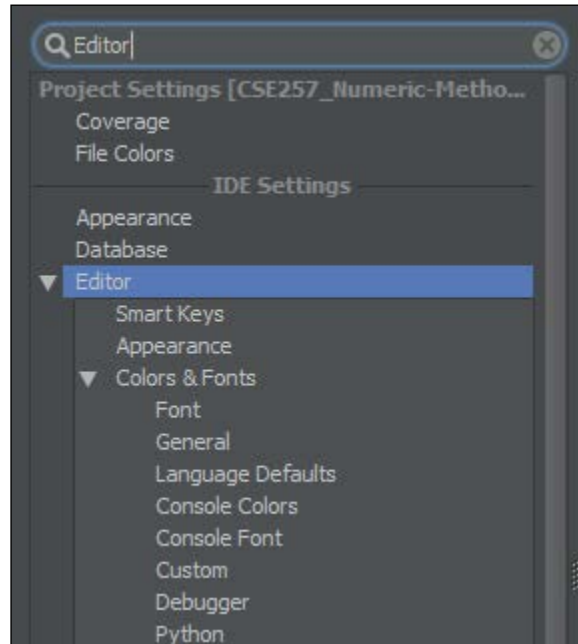 Editor
Project Settings [CSE257_Numeric-Metho...
Coverage
File Colors
IDE Settings
Appearance
Database
Editor
Smart Keys
Appearance
Colors & Fonts
Font
General
Language Defaults
Console Colors
Console Font
Custom
Debugger
Python